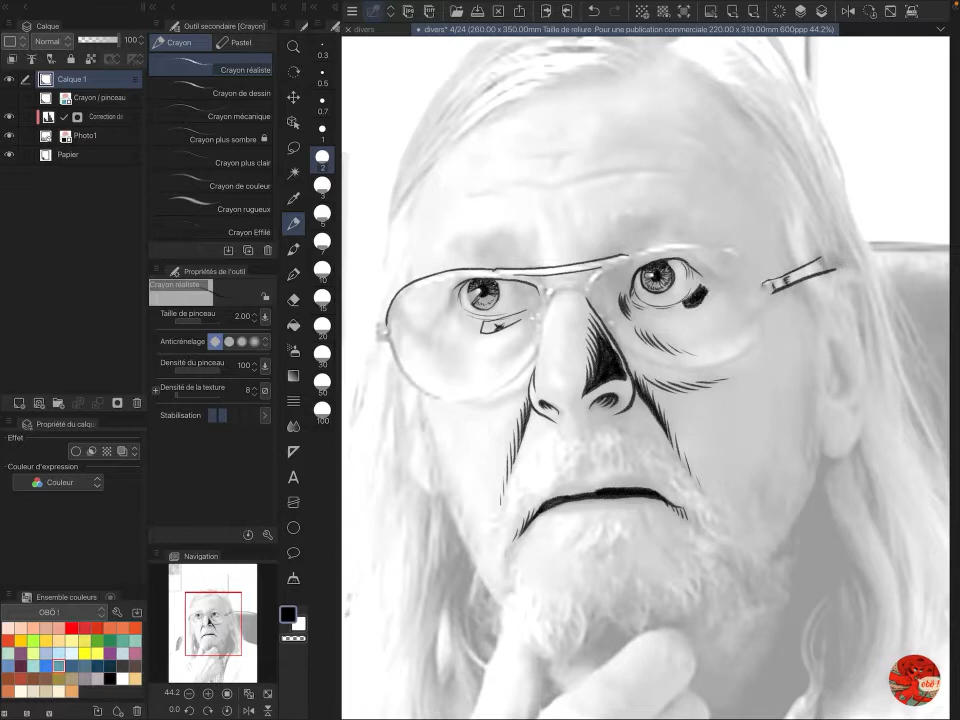 Calque
Normal
100
Calque 1
Crayon / pinceau
Correction de
Photo1
Papier
Propriété du calqu
Effet
Couleur d'expression
Couleur
Ensemble couleurs
OBÖ !
Outil secondaire [Crayon]
Crayon
Pastel
Crayon réaliste
Crayon de dessin
Crayon mécanique
Crayon plus sombre
Crayon plus clair
Crayon de couleur
Crayon rugueux
Crayon Effilé
Propriétés de l'outil
Crayon réaliste
Taille de pinceau 2.00
Anticrénelage
Densité du pinceau 100
Densité de la texture 8
Stabilisation
Navigation
44.2
0.0
0.3
0.5
0.7
1
2
3
5
7
10
15
20
30
50
100
divers
divers* 4/24 (260.00 x 350.00mm Taille de reliure Pour une publication commerciale 220.00 x 310.00mm 600ppp 44.2%)
obö !